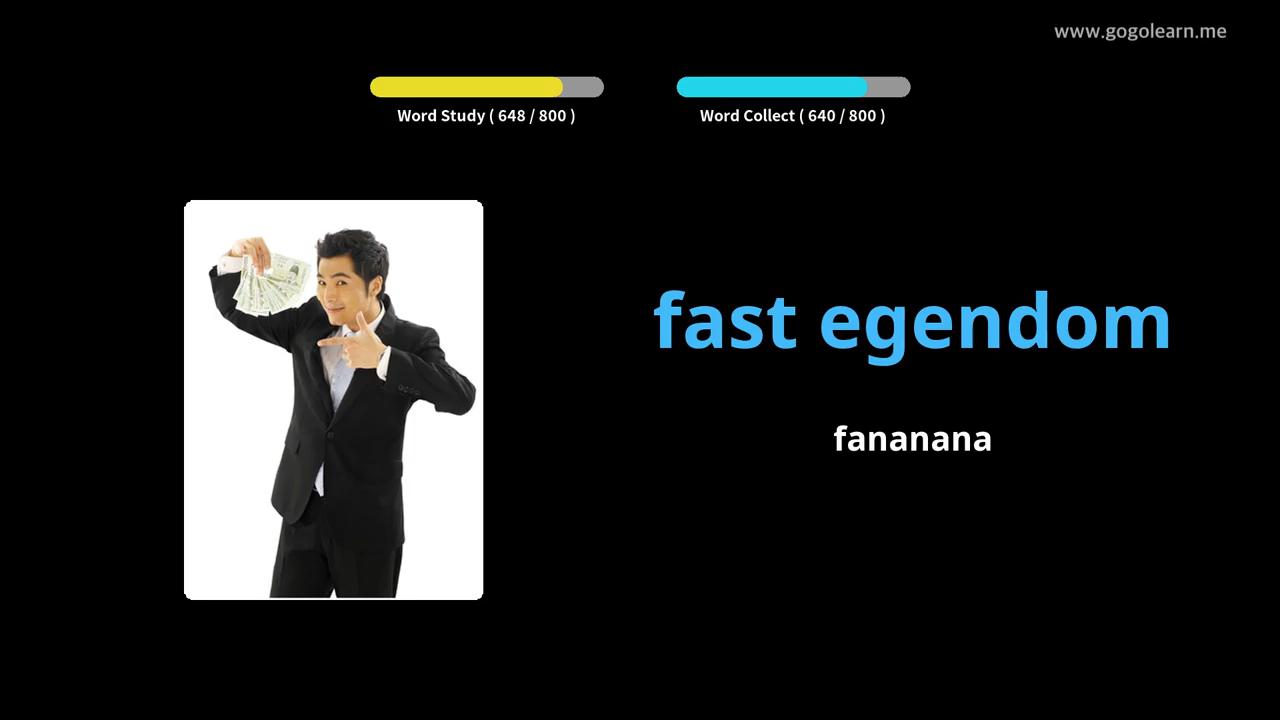 www.gogolearn.me
Word Study ( 648 / 800 )
Word Collect ( 640 / 800 )
fast egendom
fananana